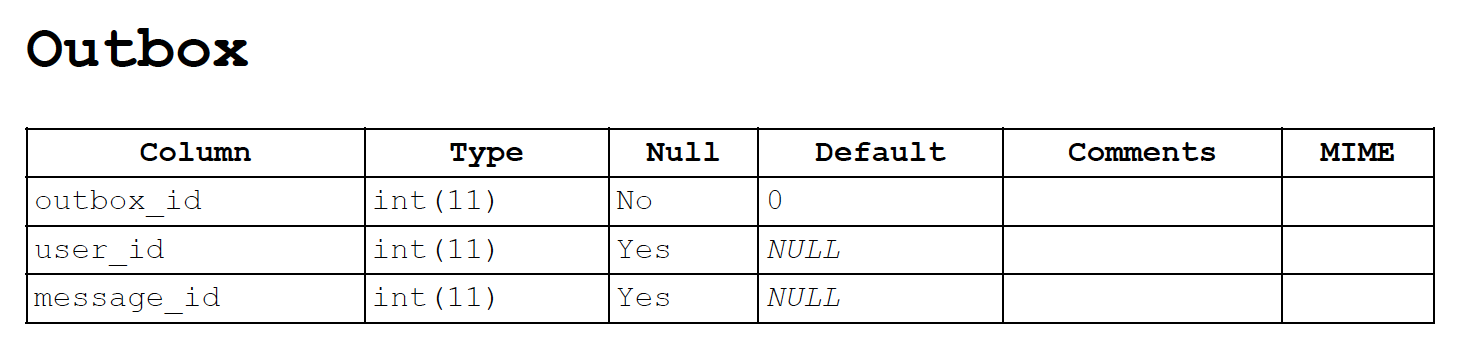 Outbox
Column Type Null Default Comments MIME
outbox_id int(11) No 0
user_id int(11) Yes NULL
message_id int(11) Yes NULL